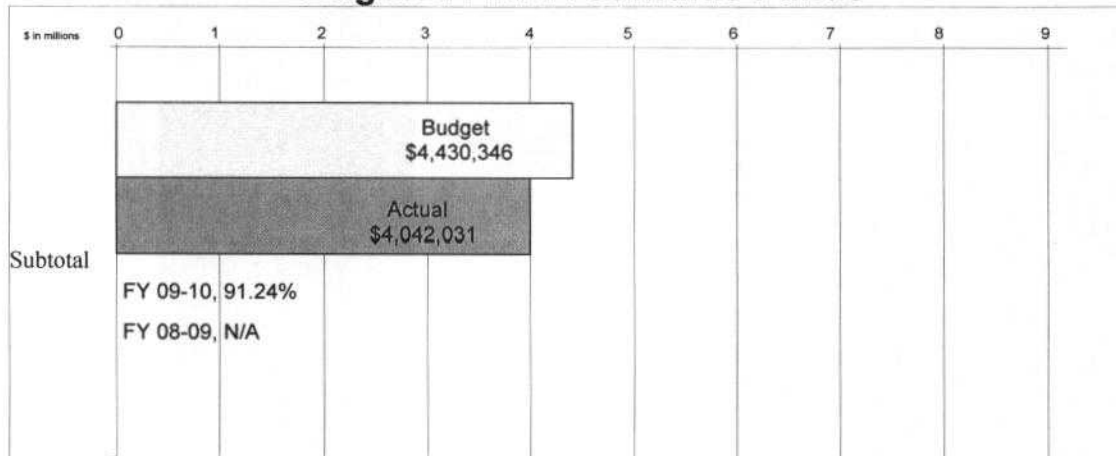 $ in millions 0 1 2 3 4 5 6 7 8 9
Budget
$4,430,346
Actual
$4,042,031
Subtotal
FY 09-10, 91.24%
FY 08-09, N/A